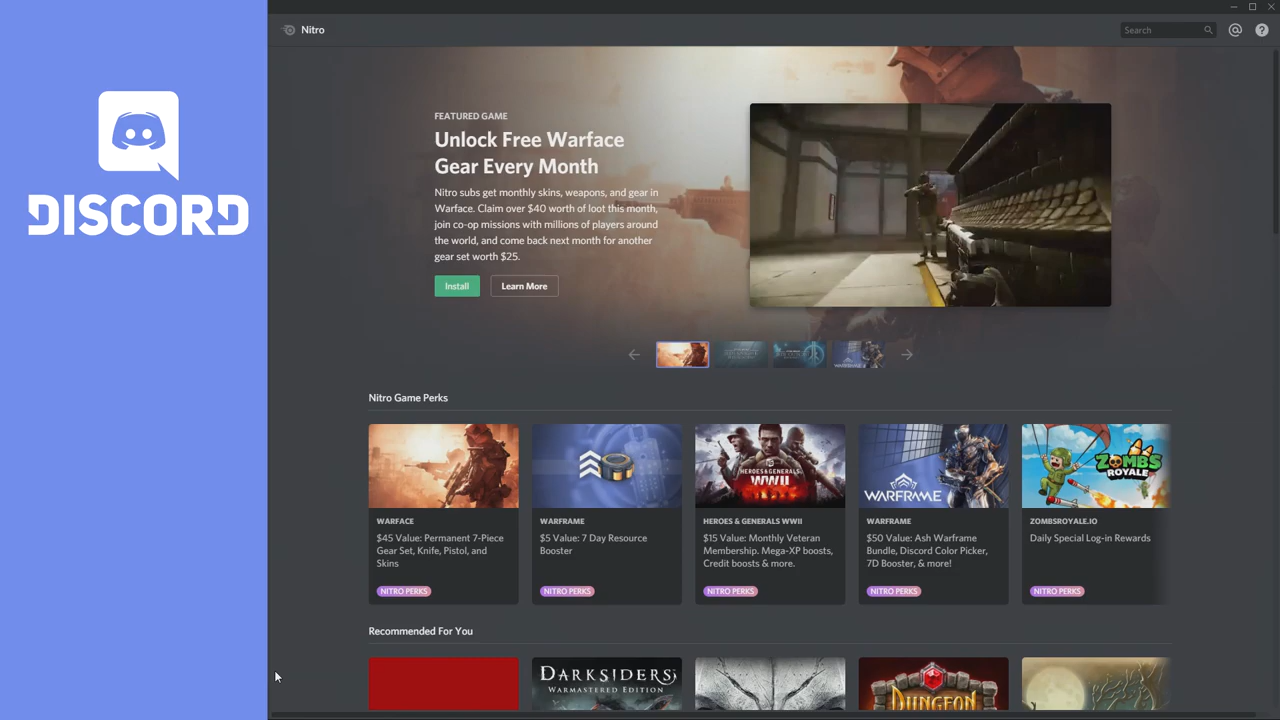 Nitro
Search
DISCORD
FEATURED GAME
Unlock Free Warface
Gear Every Month
Nitro subs get monthly skins, weapons, and gear in
Warface. Claim over $40 worth of loot this month,
join co-op missions with millions of players around
the world, and come back next month for another
gear set worth $25.
Install
Learn More
Nitro Game Perks
HEROES & GENERALS
WWII
WARFRAME
ZOMBS
ROYALE
WARFACE
$45 Value: Permanent 7-Piece
Gear Set, Knife, Pistol, and
Skins
NITRO PERKS
WARFRAME
$5 Value: 7 Day Resource
Booster
NITRO PERKS
HEROES & GENERALS WWII
$15 Value: Monthly Veteran
Membership. Mega-XP boosts,
Credit boosts & more.
NITRO PERKS
WARFRAME
$50 Value: Ash Warframe
Bundle, Discord Color Picker,
7D Booster, & more!
NITRO PERKS
ZOMBSROYALE.IO
Daily Special Log-in Rewards
NITRO PERKS
Recommended For You
DARKSIDERS
WARMASTERED EDITION
DUNGEON